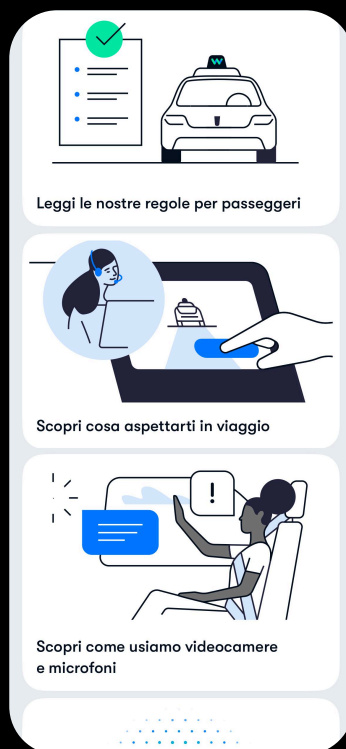 Leggi le nostre regole per passeggeri
Scopri cosa aspettarti in viaggio
!
Scopri come usiamo videocamere
e microfoni